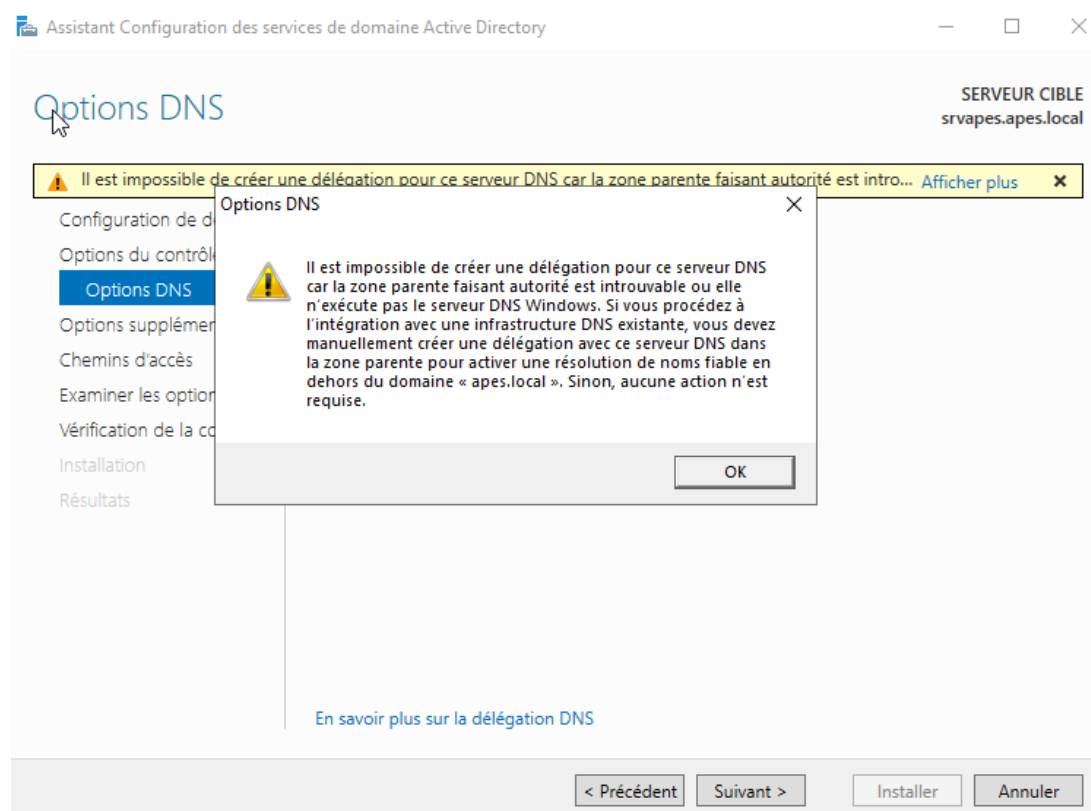 Assistant Configuration des services de domaine Active Directory
Options DNS
SERVEUR CIBLE
srvapes.apes.local
Il est impossible de créer une délégation pour ce serveur DNS car la zone parente faisant autorité est intro... Afficher plus
Configuration de d
Options du contrôl
Options DNS
Options supplémen
Chemins d'accès
Examiner les option
Vérification de la co
Installation
Résultats
Options DNS
Il est impossible de créer une délégation pour ce serveur DNS
car la zone parente faisant autorité est introuvable ou elle
n'exécute pas le serveur DNS Windows. Si vous procédez à
l'intégration avec une infrastructure DNS existante, vous devez
manuellement créer une délégation avec ce serveur DNS dans
la zone parente pour activer une résolution de noms fiable en
dehors du domaine « apes.local ». Sinon, aucune action n'est
requise.
OK
En savoir plus sur la délégation DNS
< Précédent
Suivant >
Installer
Annuler